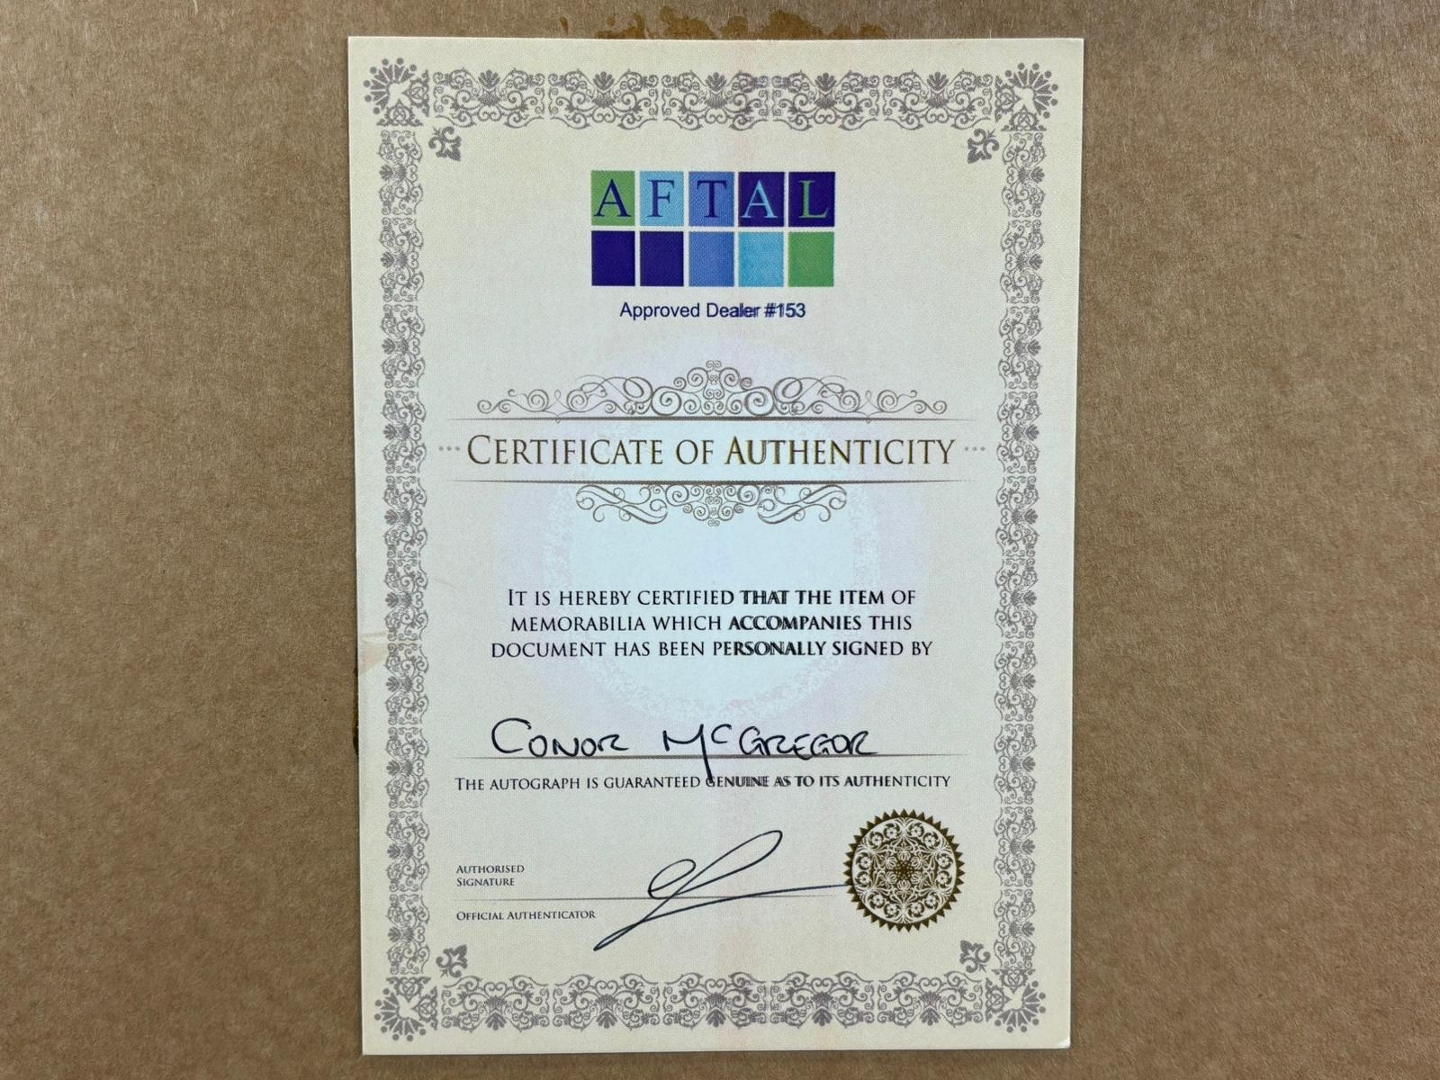 AFTAL
Approved Dealer #153
CERTIFICATE OF AUTHENTICITY
IT IS HEREBY CERTIFIED THAT THE ITEM OF
MEMORABILIA WHICH ACCOMPANIES THIS
DOCUMENT HAS BEEN PERSONALLY SIGNED BY
CONOR MCGREGOR
THE AUTOGRAPH IS GUARANTEED GENUINE AS TO ITS AUTHENTICITY
AUTHORISED
SIGNATURE
OFFICIAL AUTHENTICATOR